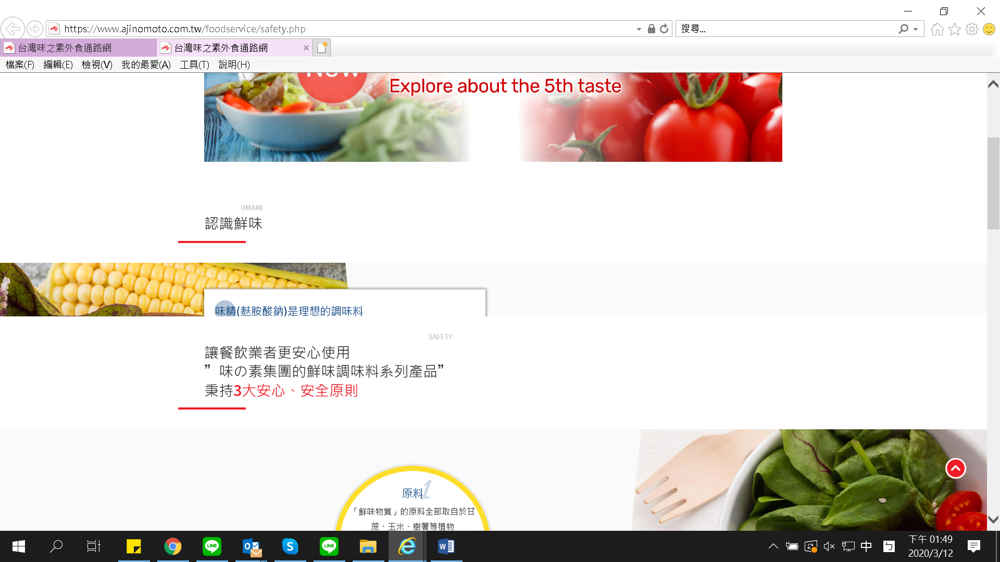 https://www.ajinomoto.com.tw/foodservice/safety.php
搜尋...
台灣味之素外食通路網
台灣味之素外食通路網
檔案(F) 編輯(E) 檢視(V) 我的最愛(A) 工具(T) 說明(H)
New
Explore about the 5th taste
UMAMI
認識鮮味
味精(麩胺酸鈉)是理想的調味料
SAFETY
讓餐飲業者更安心使用
”味の素集團的鮮味調味料系列產品”
秉持3大安心、安全原則
原料1
「鮮味物質」的原料全部取自於甘
蔗、玉米、樹薯等植物
LINE
S
LINE
中
ㄅ
下午 01:49
2020/3/12